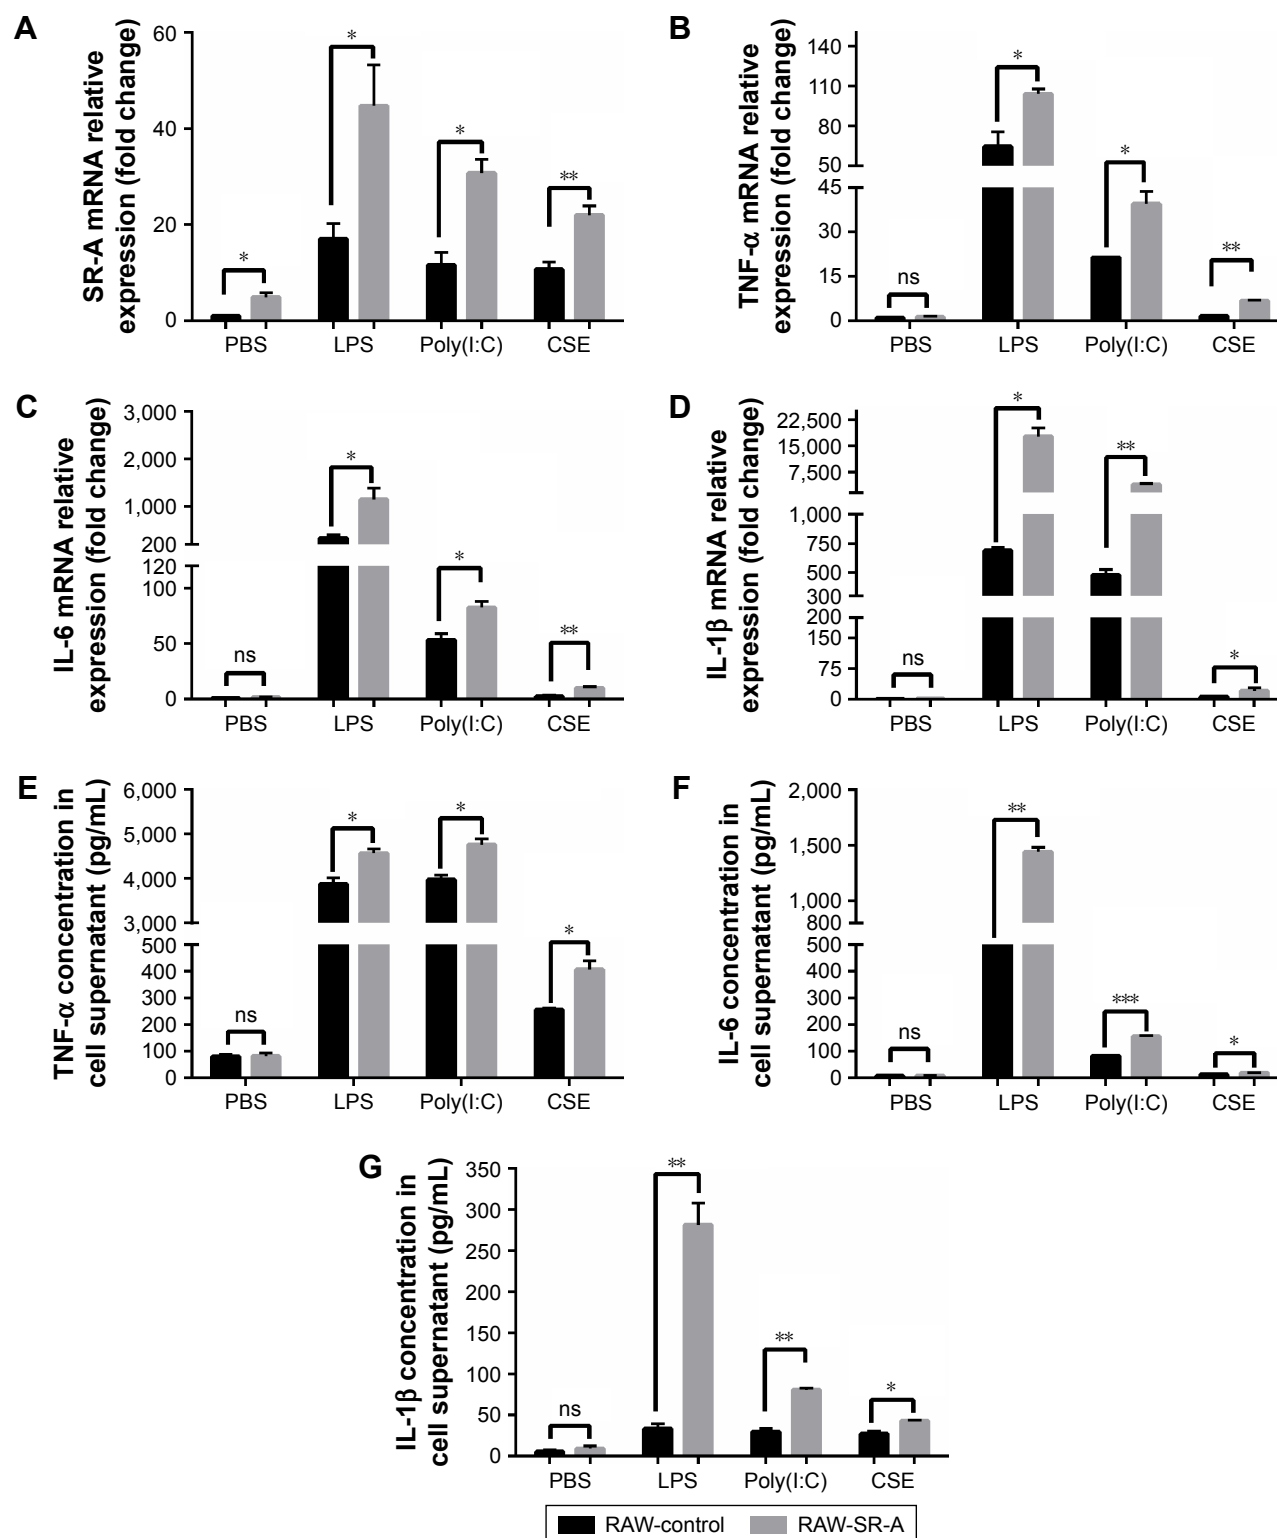 A
SR-A mRNA relative
expression (fold change)
60
40
20
0
*
*
*
**
PBS LPS Poly(I:C) CSE
B
TNF-α mRNA relative
expression (fold change)
140
110
80
50
45
30
15
0
ns
*
*
**
PBS LPS Poly(I:C) CSE
C
IL-6 mRNA relative
expression (fold change)
3,000
2,000
1,000
200
120
100
50
0
ns
*
*
**
PBS LPS Poly(I:C) CSE
D
IL-1β mRNA relative
expression (fold change)
22,500
15,000
7,500
1,000
750
500
300
200
150
75
0
ns
*
**
*
PBS LPS Poly(I:C) CSE
E
TNF-α concentration in
cell supernatant (pg/mL)
6,000
5,000
4,000
3,000
500
400
300
200
100
0
ns
*
*
*
PBS LPS Poly(I:C) CSE
F
IL-6 concentration in
cell supernatant (pg/mL)
2,000
1,500
1,000
800
500
400
300
200
100
0
ns
**
***
*
PBS LPS Poly(I:C) CSE
G
IL-1β concentration in
cell supernatant (pg/mL)
350
300
250
200
150
100
50
0
ns
**
**
*
PBS LPS Poly(I:C) CSE
RAW-control RAW-SR-A